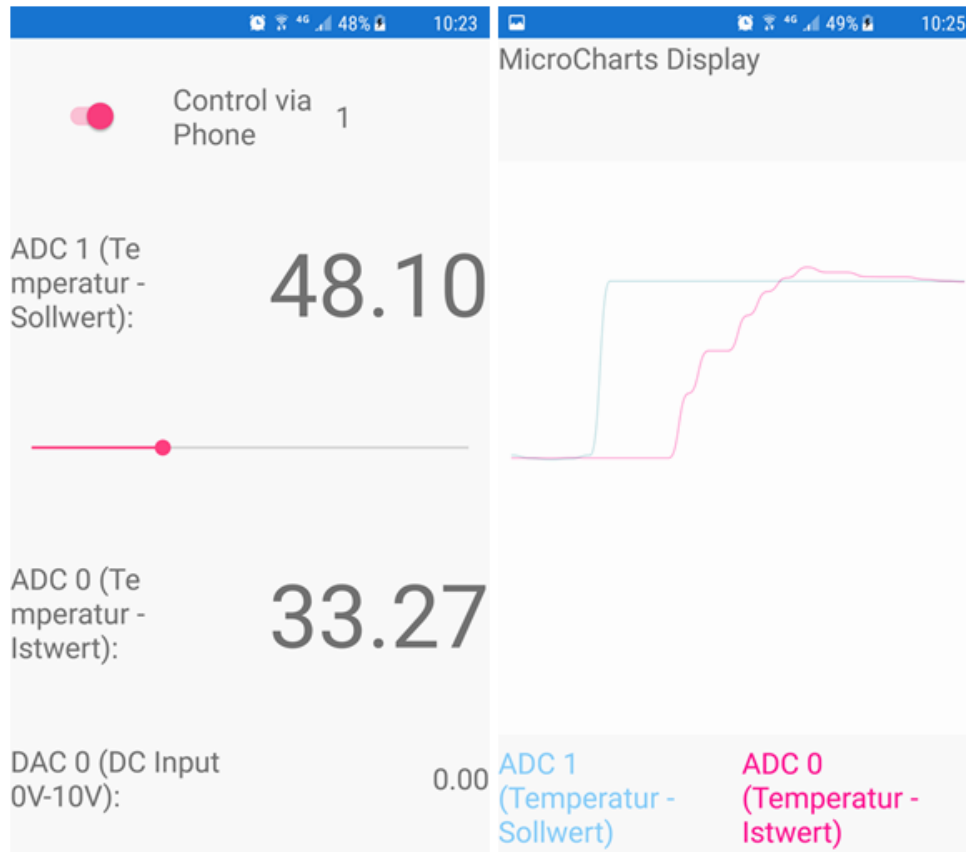 4G 48% 10:23
Control via
Phone
1
ADC 1 (Te
mperatur -
Sollwert):
48.10
ADC 0 (Te
mperatur -
Istwert):
33.27
DAC 0 (DC Input
0V-10V):
0.00
4G 49% 10:25
MicroCharts Display
ADC 1
(Temperatur -
Sollwert)
ADC 0
(Temperatur -
Istwert)